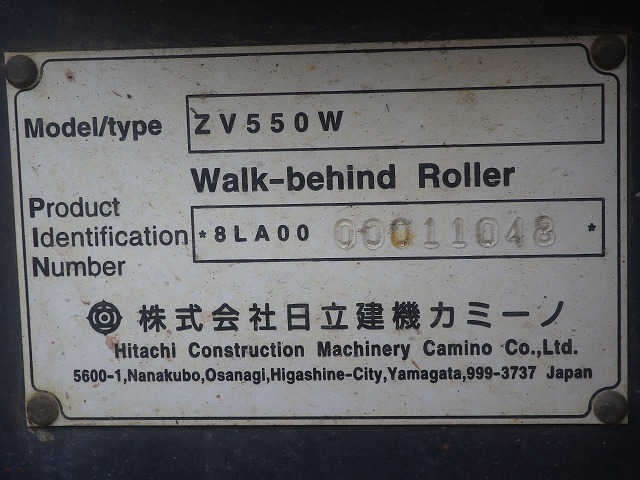 Model/type ZV550W
Walk-behind Roller
Product
Identification *8LA00 00011048 *
Number
株式会社日立建機カミーノ
Hitachi Construction Machinery Camino Co.,Ltd.
5600-1,Nanakubo,Osanagi,Higashine-City,Yamagata,999-3737 Japan